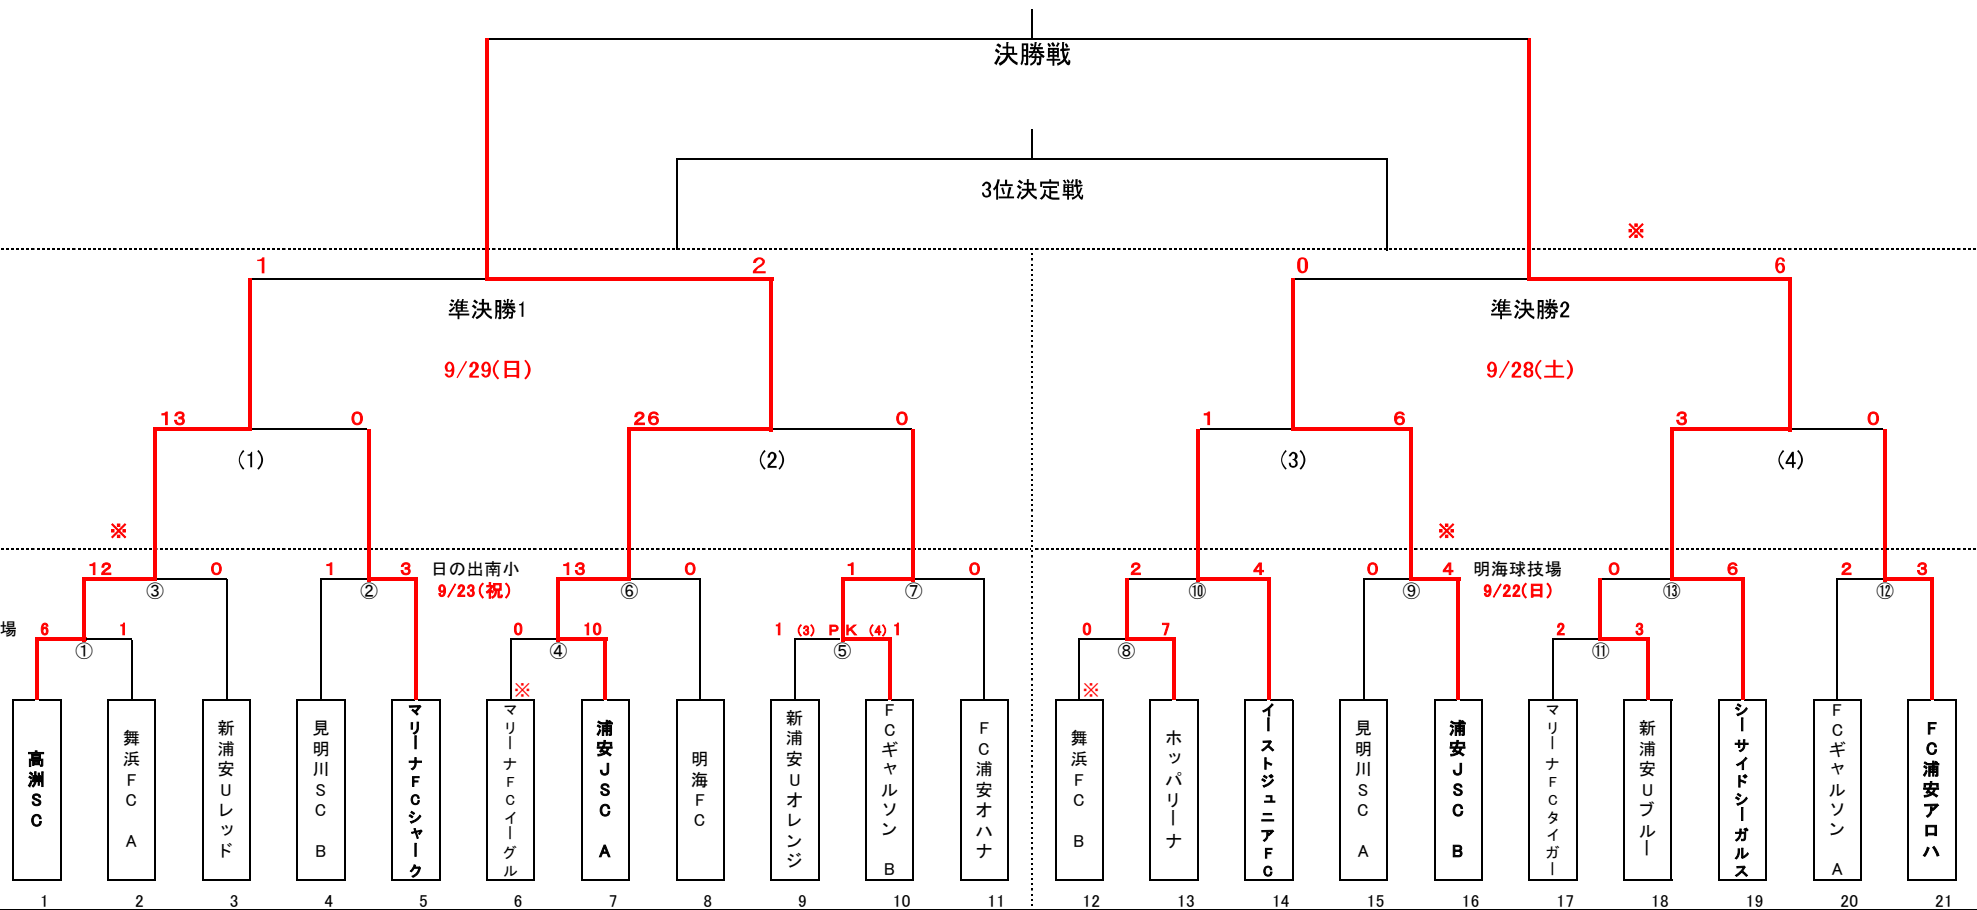 決勝戦
3位決定戦
※
1 2 0 6
準決勝1 準決勝2
9/29(日) 9/28(土)
13 0 26 0 1 6 3 0
(1) (2) (3) (4)
※ ※
12 0 1 3 日の出南小 13 0 1 0 2 4 0 4 明海球技場 0 6 2 3
③ ② 9/23(祝) ⑥ ⑦ ⑩ ⑨ 9/22(日) ⑬ ⑫
場 6 1 0 10 1 (3) PK (4) 1 0 7 2 3
① ④ ⑤ ⑧ ⑪
※ ※
高洲SC
舞浜FC A
新浦安Uレッド
見明川SC B
マリーナFCシャーク
マリーナFCイーグル
浦安JSC A
明海FC
新浦安Uオレンジ
FCギャルソン B
FC浦安オハナ
舞浜FC B
ホッパリーナ
イーストジュニアFC
見明川SC A
浦安JSC B
マリーナFCタイガー
新浦安Uブルー
シーサイドシーガルス
FCギャルソン A
FC浦安アロハ
1 2 3 4 5 6 7 8 9 10 11 12 13 14 15 16 17 18 19 20 21